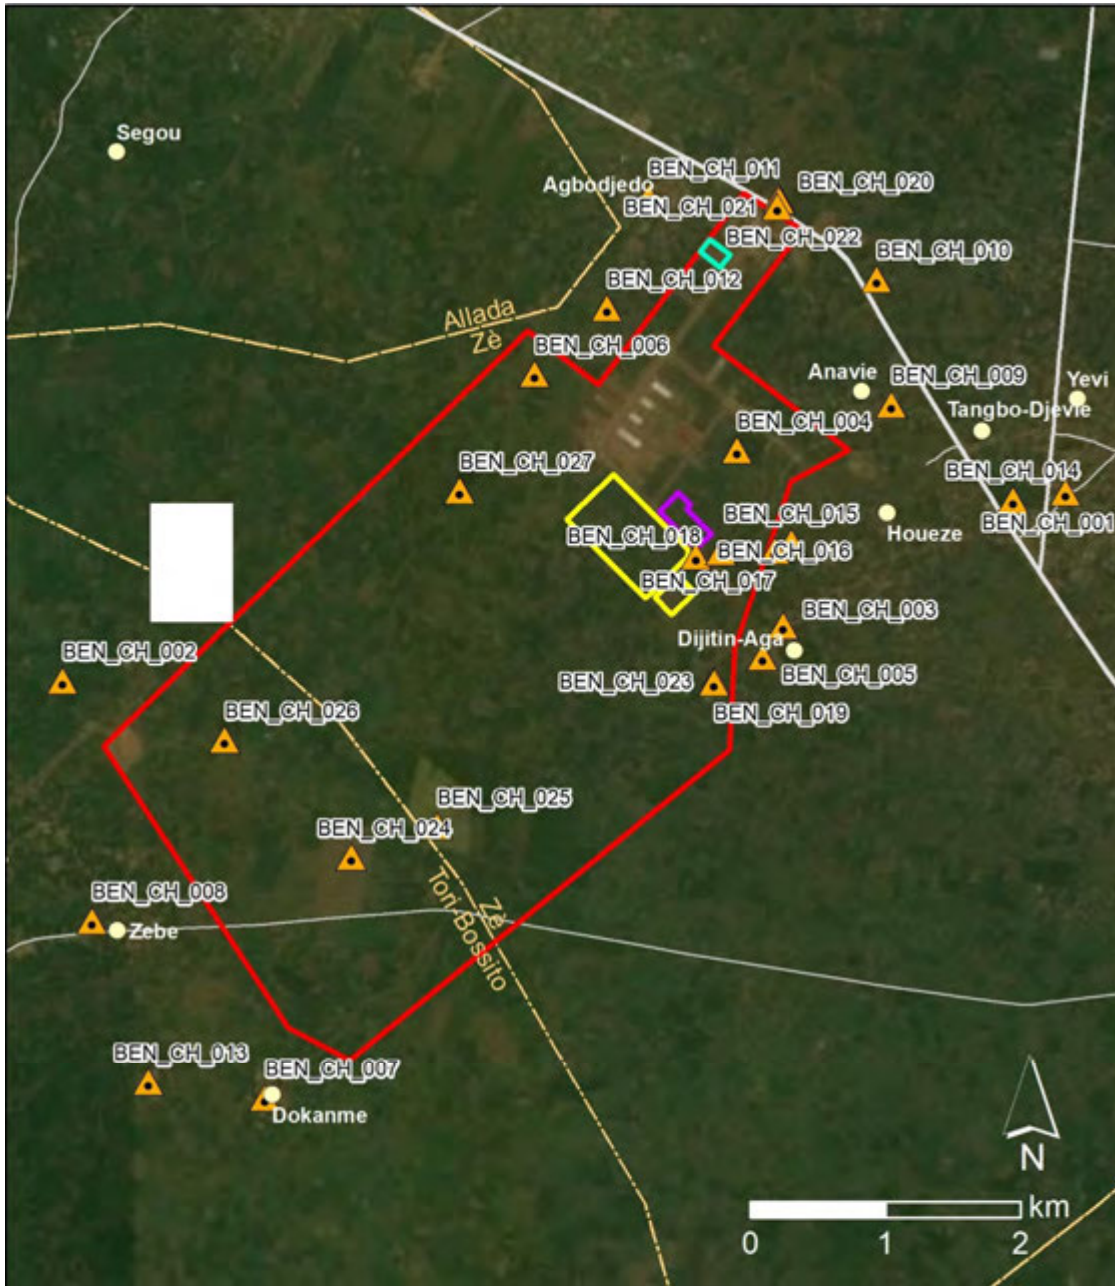 Segou
BEN_CH_011
Agbodjedo
BEN_CH_020
BEN_CH_021
BEN_CH_022
BEN_CH_010
BEN_CH_012
Allada
Zè
BEN_CH_006
Anavie
Yevi
BEN_CH_009
Tangbo-Djevie
BEN_CH_004
BEN_CH_027
BEN_CH_014
BEN_CH_015
BEN_CH_001
Houeze
BEN_CH_018
BEN_CH_016
BEN_CH_017
BEN_CH_003
Dijitin-Aga
BEN_CH_002
BEN_CH_005
BEN_CH_023
BEN_CH_026
BEN_CH_019
BEN_CH_025
BEN_CH_024
Zè
Tori-Bossito
BEN_CH_008
Zebe
BEN_CH_013
BEN_CH_007
Dokanme
N
km
0 1 2